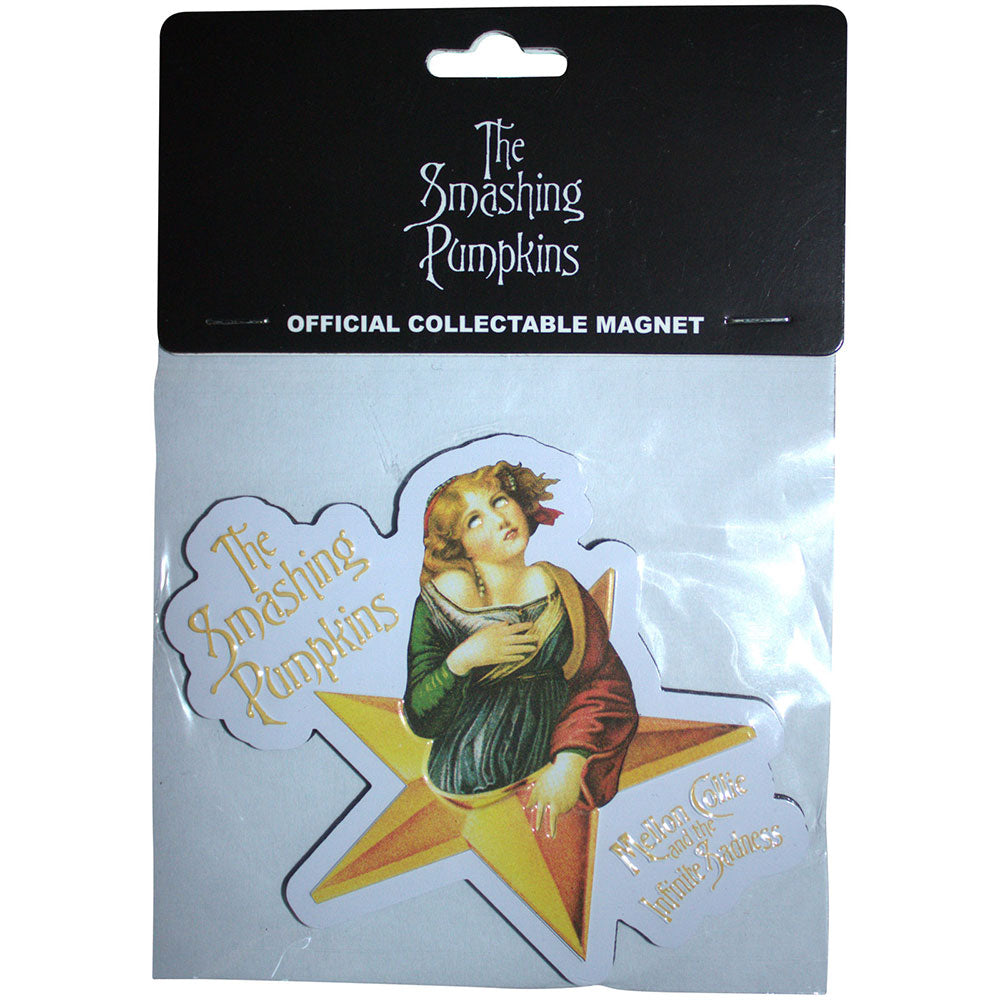 The
Smashing
Pumpkins
OFFICIAL COLLECTABLE MAGNET
The
Smashing
Pumpkins
Mellon Collie
and the
Infinite Sadness